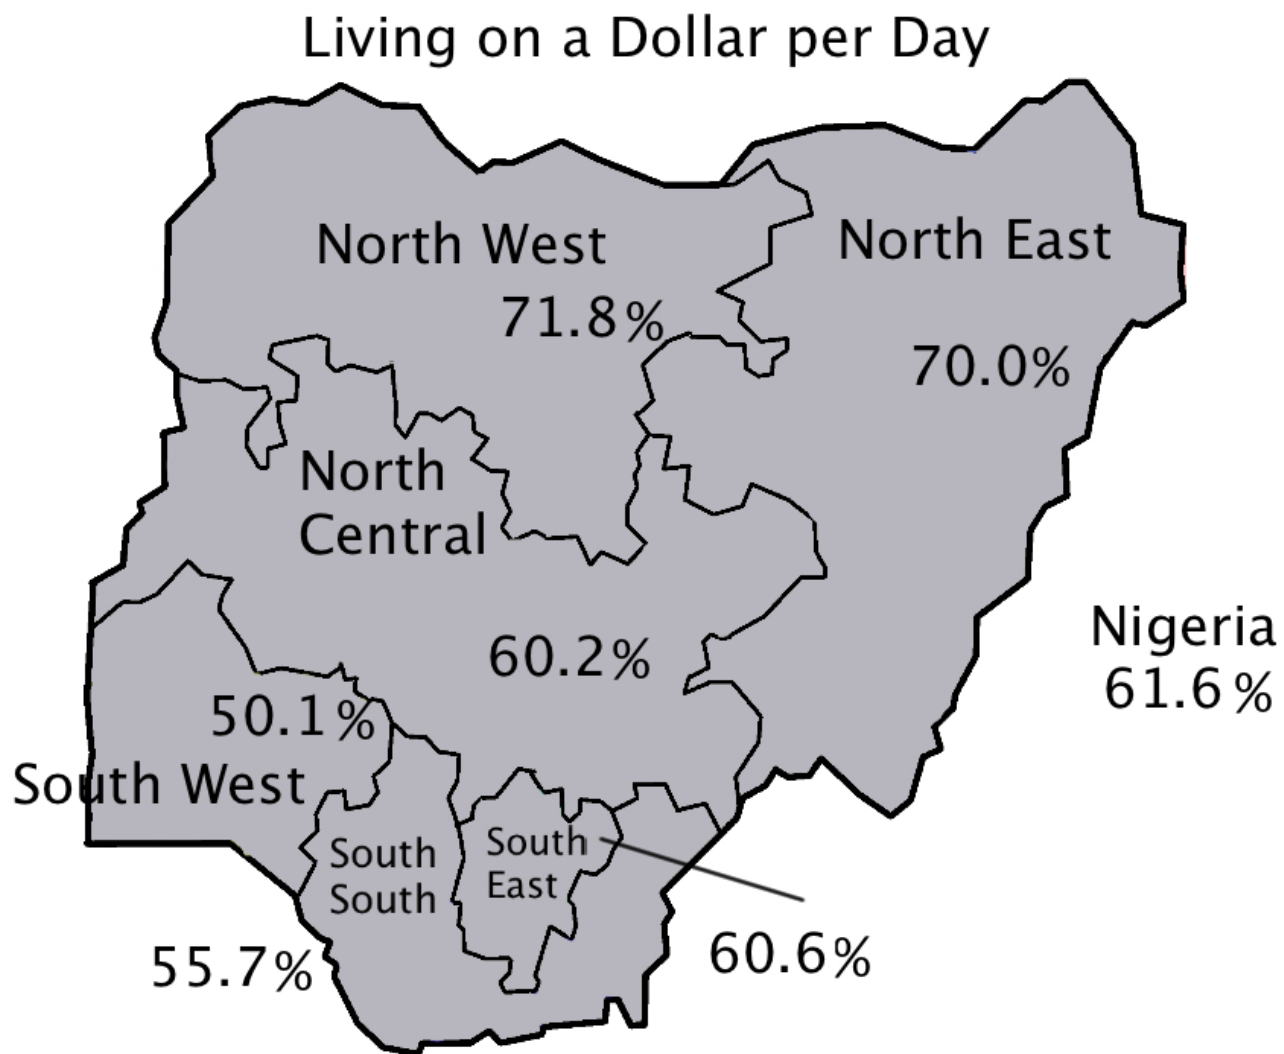 Living on a Dollar per Day
North West
71.8%
North East
70.0%
North
Central
60.2%
Nigeria
61.6%
50.1%
South West
South
South
55.7%
South
East
60.6%